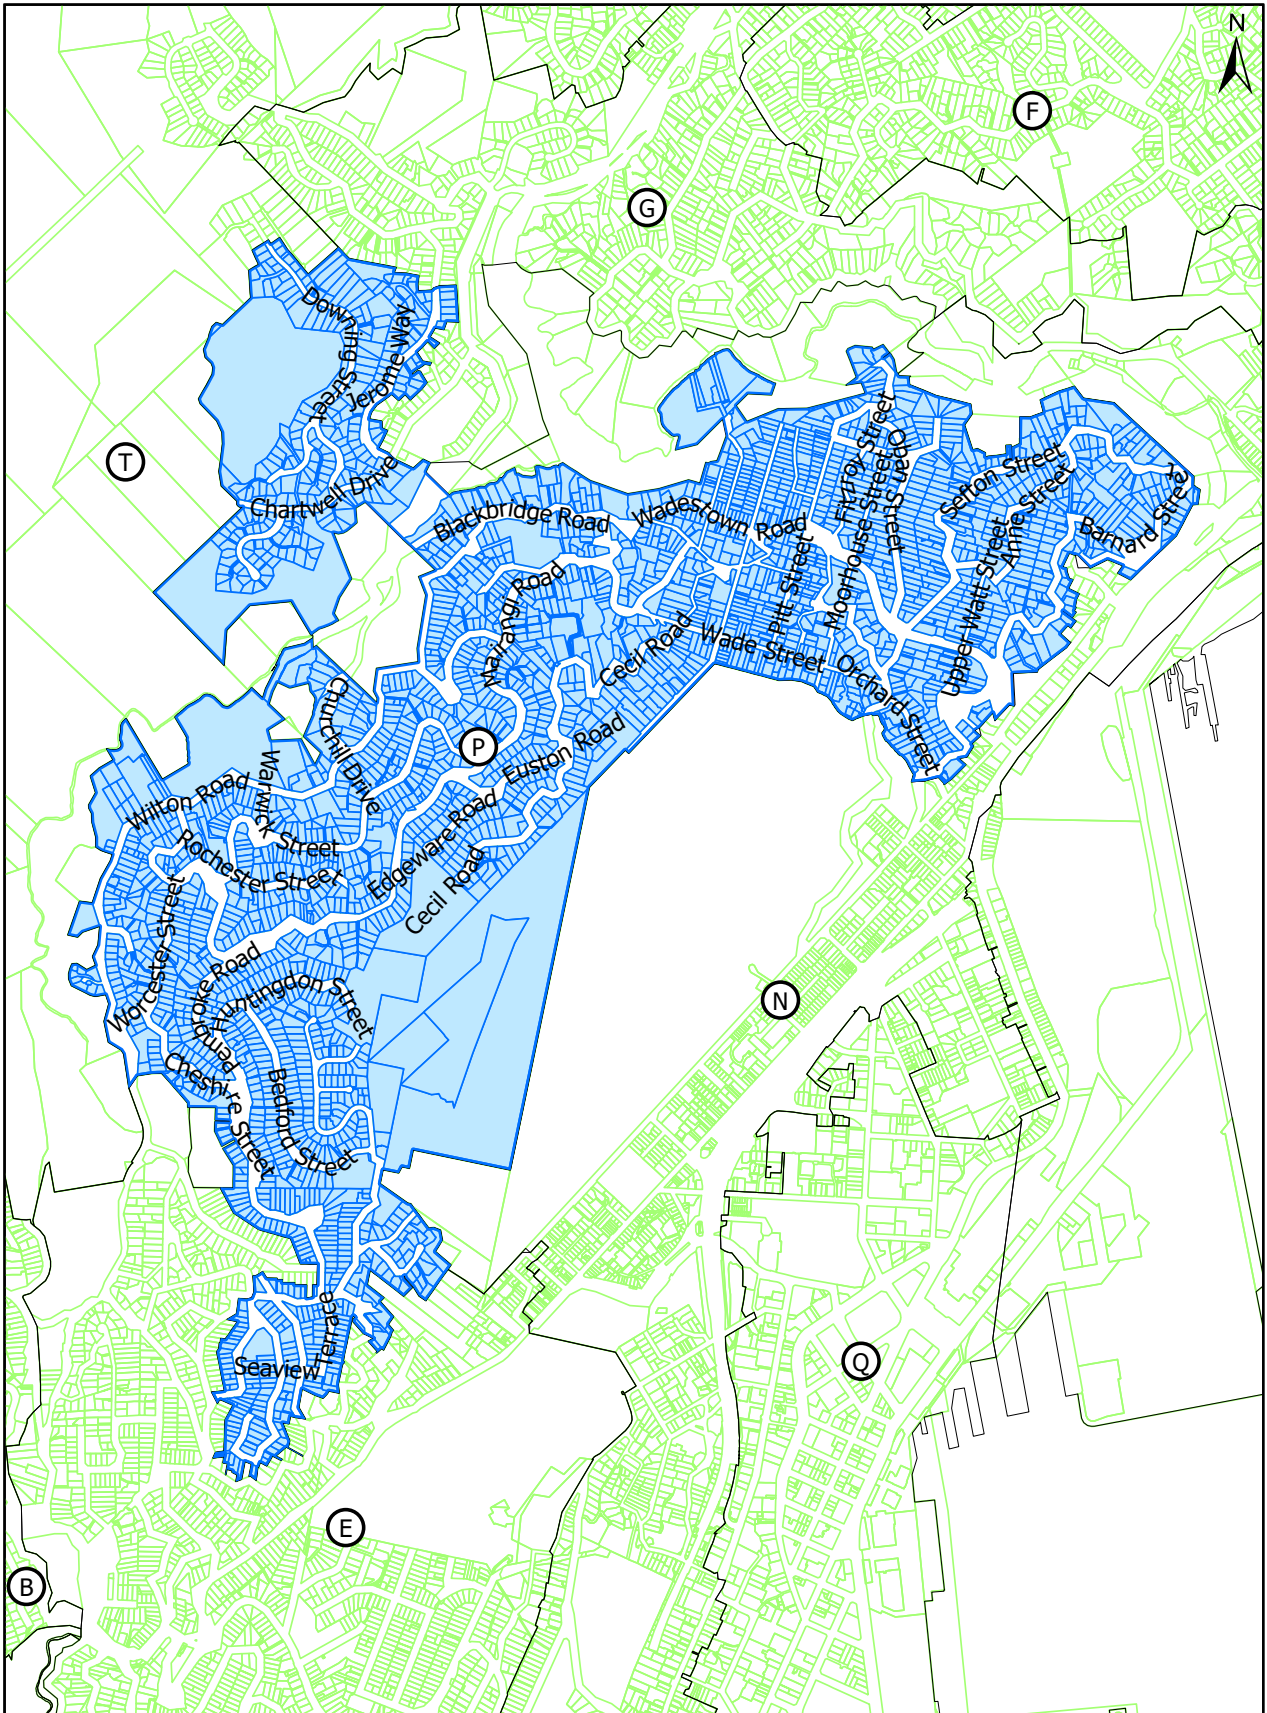 N
F
G
Downing Street
Jerome Way
T
Chartwell Drive
Blackbridge Road
Wadestown Road
Fitzroy Street
Oban Street
Moorhouse Street
Sefton Street
Anne Street
Barnard Street
Pitt Street
Upper Watt Street
Mairangi Road
Cecil Road
Wade Street
Orchard Street
Churchill Drive
P
Euston Road
Warwick Street
Wilton Road
Edgeware Road
Rochester Street
Cecil Road
Worcester Street
Pembroke Road
Huntingdon Street
N
Cheshire Street
Bedford Street
Seaview Terrace
Q
E
B